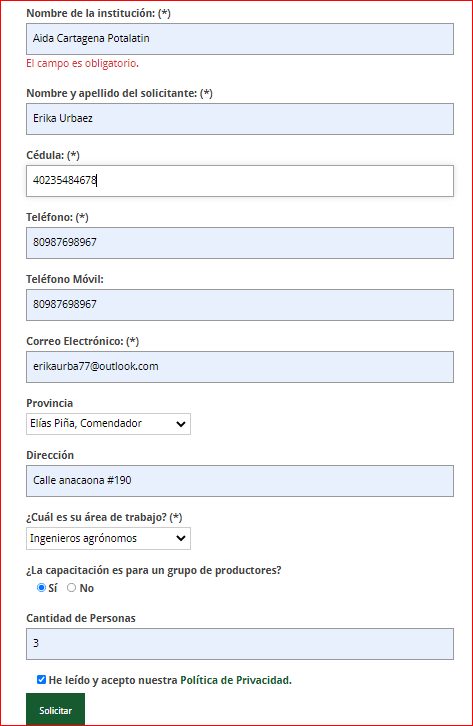 Nombre de la institución: (*)
Aida Cartagena Potalatin
El campo es obligatorio.
Nombre y apellido del solicitante: (*)
Erika Urbaez
Cédula: (*)
40235484678
Teléfono: (*)
80987698967
Teléfono Móvil:
80987698967
Correo Electrónico: (*)
erikaurba77@outlook.com
Provincia
Elías Piña, Comendador
Dirección
Calle anacaona #190
¿Cuál es su área de trabajo? (*)
Ingenieros agrónomos
¿La capacitación es para un grupo de productores?
Sí No
Cantidad de Personas
3
He leído y acepto nuestra Política de Privacidad.
Solicitar